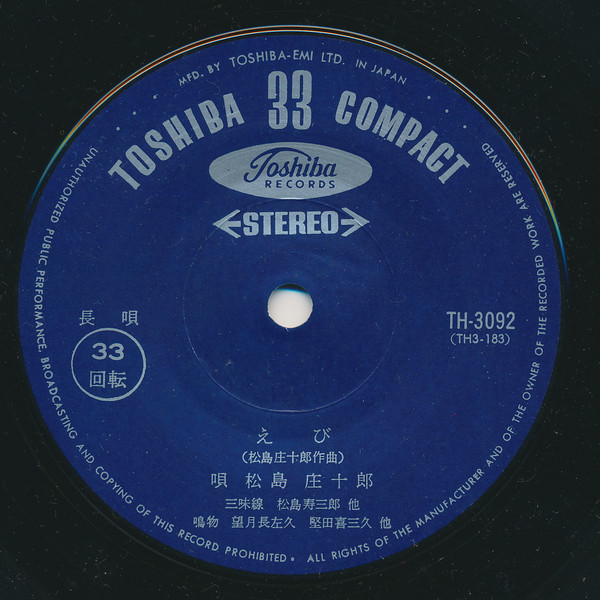 MFD. BY TOSHIBA-EMI LTD. IN JAPAN
TOSHIBA 33 COMPACT
Toshiba
RECORDS
STEREO
TH-3092
(TH3-183)
長唄
33
回転
えび
(松島庄十郎作曲)
唄 松島 庄十郎
三味線 松島寿三郎 他
鳴物 望月長左久 堅田喜三久 他
UNAUTHORIZED PUBLIC PERFORMANCE, BROADCASTING AND COPYING OF THIS RECORD PROHIBITED • ALL RIGHTS OF THE MANUFACTURER AND OF THE OWNER OF THE RECORDED WORK ARE RESERVED